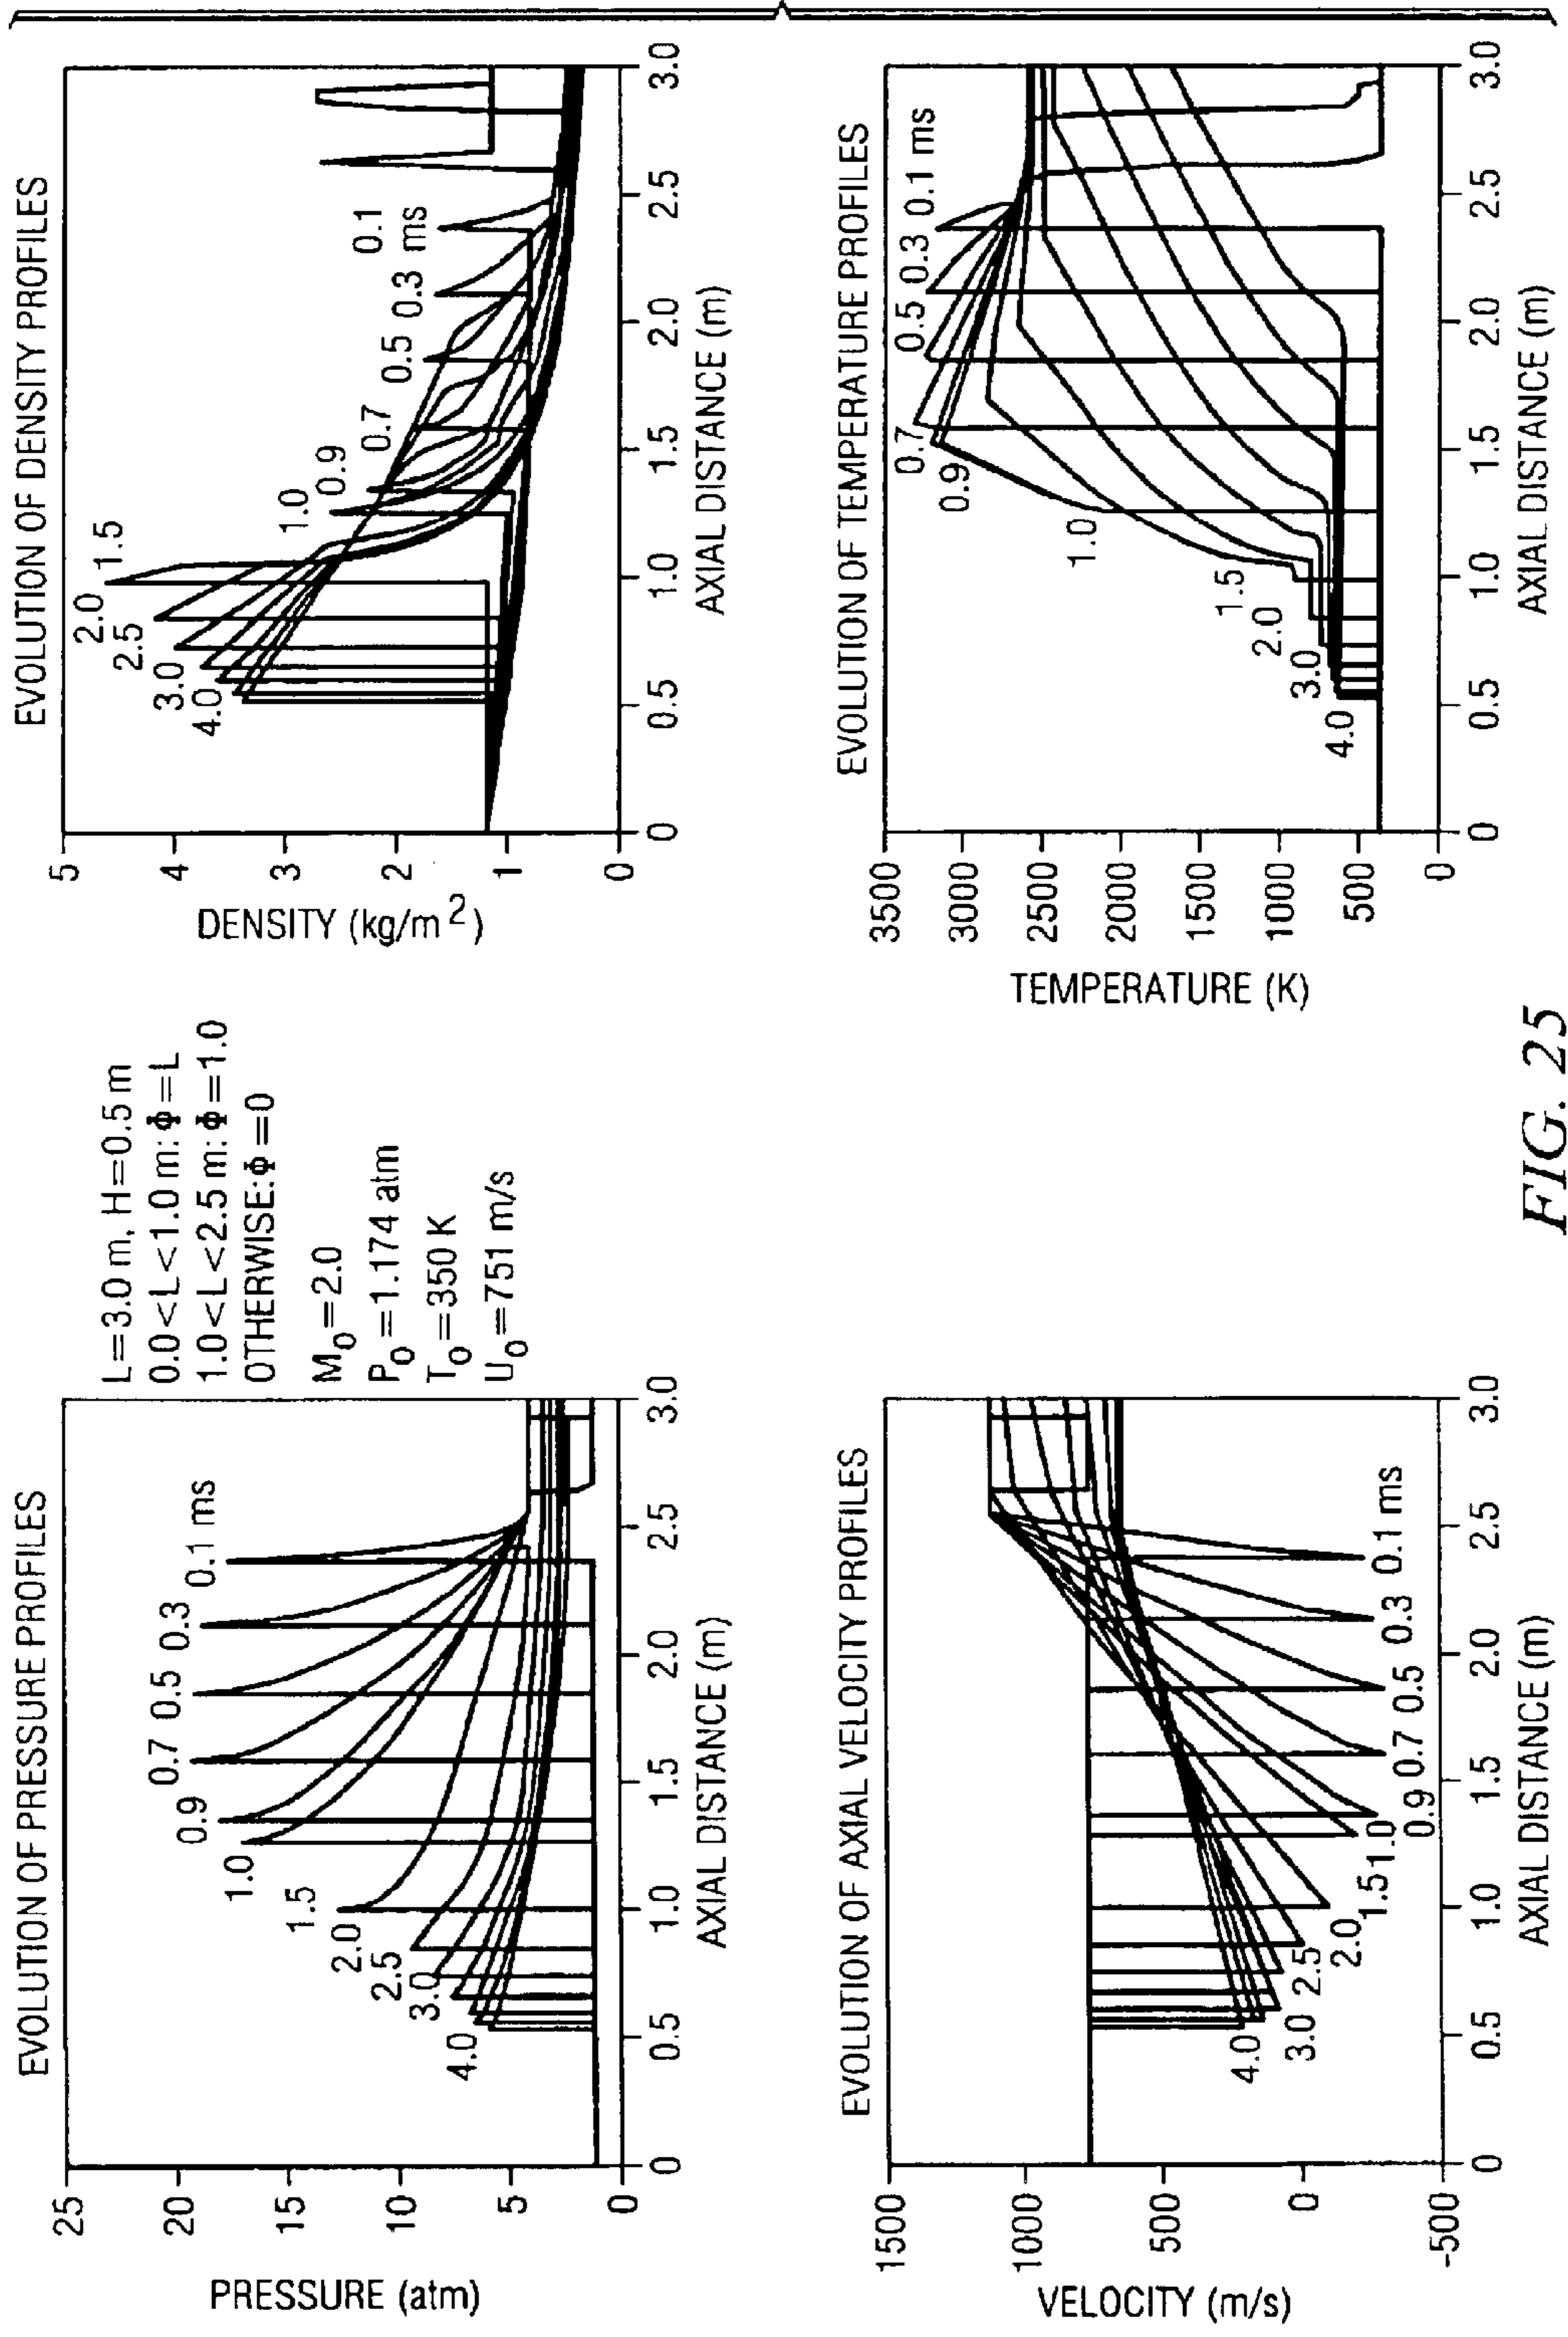 EVOLUTION OF PRESSURE PROFILES
PRESSURE (atm)
25
20
15
10
5
0
0.1 ms
0.3
0.5
0.7
0.9
1.0
1.5
2.0
2.5
3.0
4.0
0 0.5 1.0 1.5 2.0 2.5 3.0
AXIAL DISTANCE (m)
L=3.0 m, H=0.5 m
0.0<L<1.0 m: Φ=L
1.0<L<2.5 m: Φ=1.0
OTHERWISE: Φ=0
M0=2.0
P0=1.174 atm
T0=350 K
U0=751 m/s
EVOLUTION OF DENSITY PROFILES
DENSITY (kg/m2)
5
4
3
2
1
0
2.0
1.5
2.5
3.0
4.0
1.0
0.9
0.7
0.5
0.3 ms
0.1
0 0.5 1.0 1.5 2.0 2.5 3.0
AXIAL DISTANCE (m)
EVOLUTION OF AXIAL VELOCITY PROFILES
VELOCITY (m/s)
1500
1000
500
0
-500
4.0
3.0
2.5
2.0
1.5
1.0
0.9
0.7
0.5
0.3
0.1 ms
0 0.5 1.0 1.5 2.0 2.5 3.0
AXIAL DISTANCE (m)
EVOLUTION OF TEMPERATURE PROFILES
TEMPERATURE (K)
3500
3000
2500
2000
1500
1000
500
0
0.1 ms
0.3
0.5
0.7
0.9
1.0
1.5
2.0
3.0
4.0
0 0.5 1.0 1.5 2.0 2.5 3.0
AXIAL DISTANCE (m)
FIG. 25